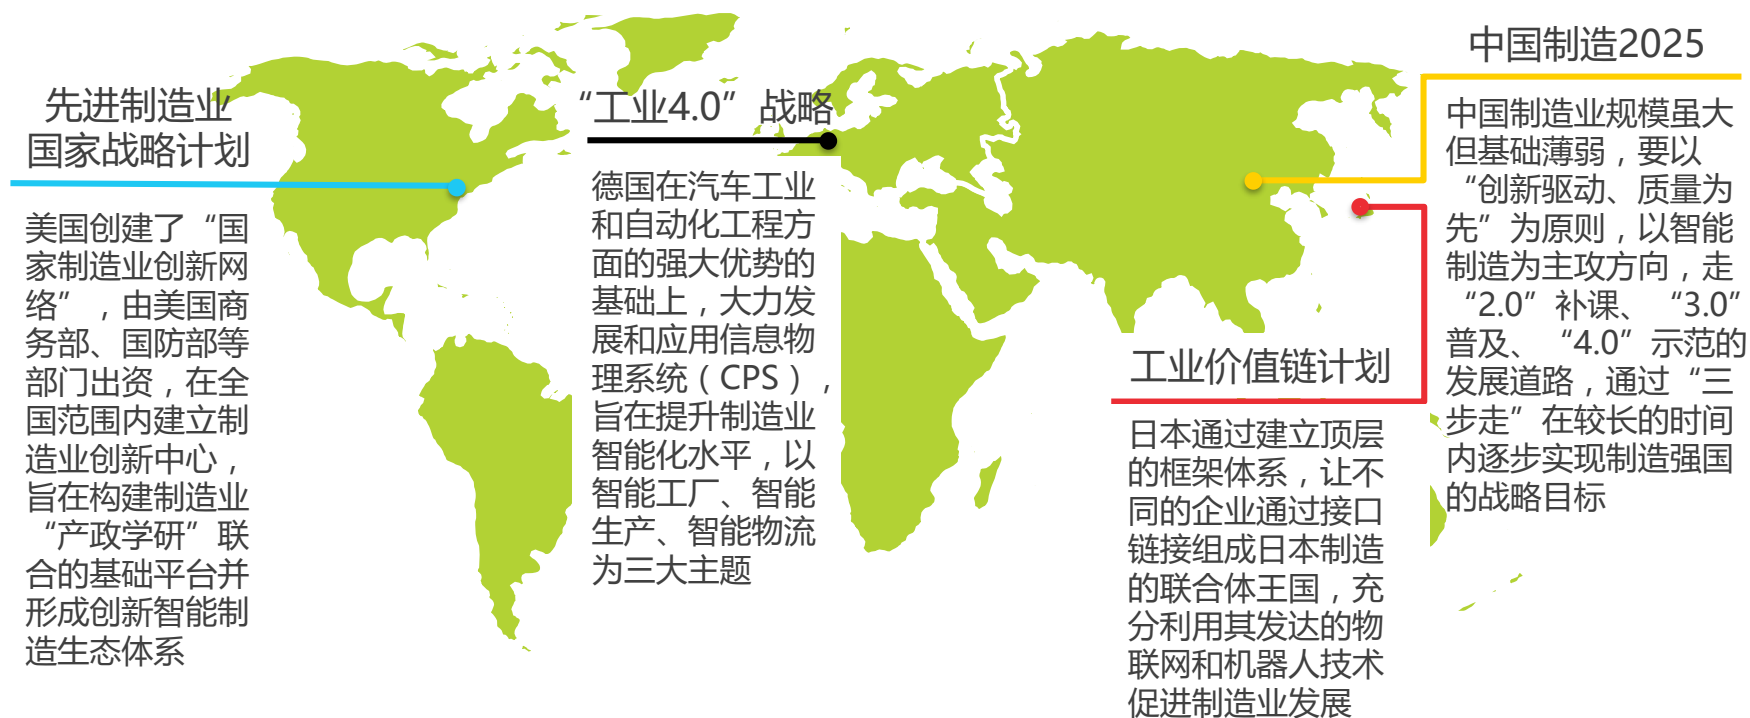 先进制造业
国家战略计划
美国创建了“国
家制造业创新网
络”，由美国商
务部、国防部等
部门出资，在全
国范围内建立制
造业创新中心，
旨在构建制造业
“产政学研”联
合的基础平台并
形成创新智能制
造生态体系
“工业4.0”战略
德国在汽车工业
和自动化工程方
面的强大优势的
基础上，大力发
展和应用信息物
理系统（CPS），
旨在提升制造业
智能化水平，以
智能工厂、智能
生产、智能物流
为三大主题
工业价值链计划
日本通过建立顶层
的框架体系，让不
同的企业通过接口
链接组成日本制造
的联合体王国，充
分利用其发达的物
联网和机器人技术
促进制造业发展
中国制造2025
中国制造业规模虽大
但基础薄弱，要以
“创新驱动、质量为
先”为原则，以智能
制造为主攻方向，走
“2.0”补课、“3.0”
普及、“4.0”示范的
发展道路，通过“三
步走”在较长的时间
内逐步实现制造强国
的战略目标